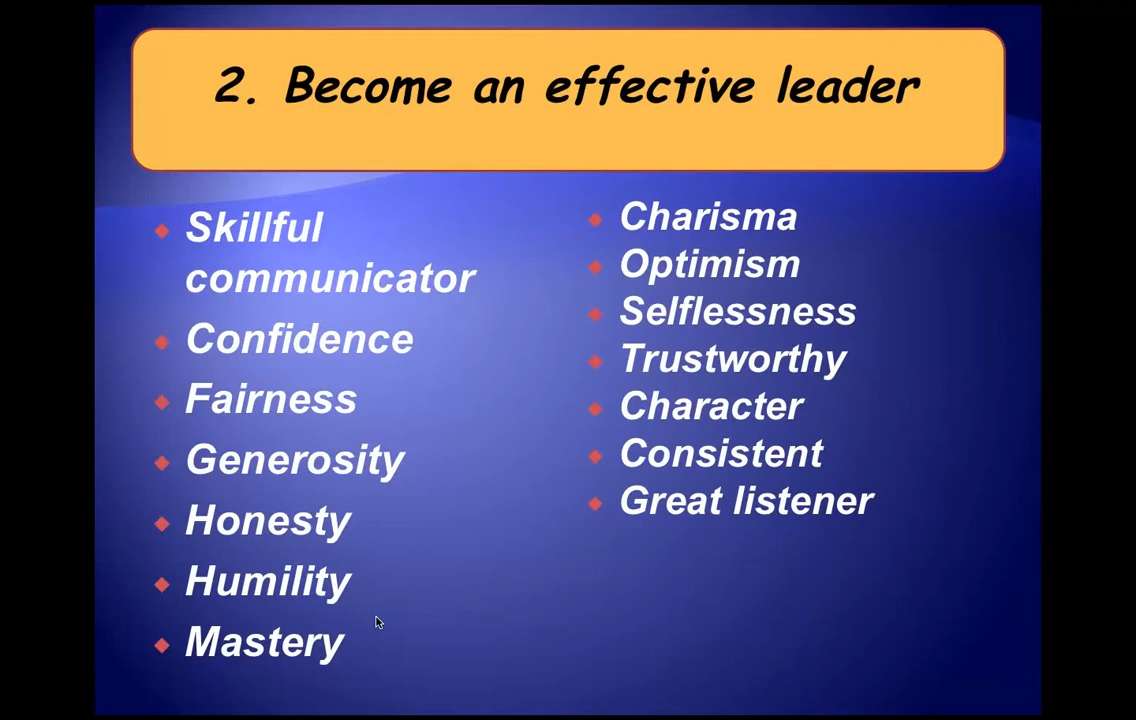 2. Become an effective leader
Skillful
communicator
Confidence
Fairness
Generosity
Honesty
Humility
Mastery
Charisma
Optimism
Selflessness
Trustworthy
Character
Consistent
Great listener